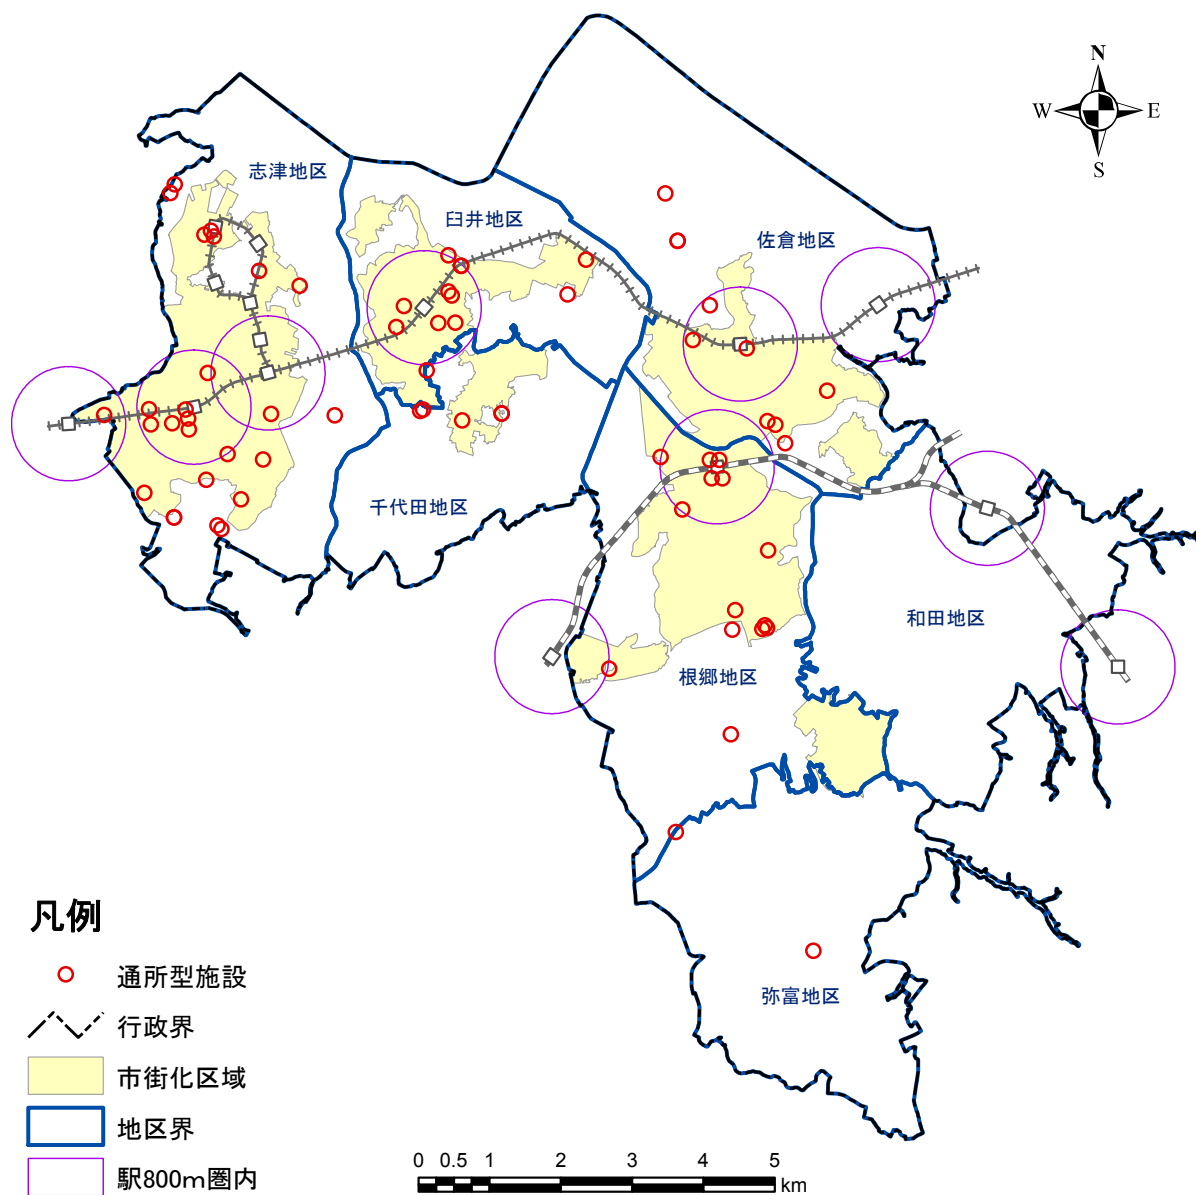 N
W E
S
志津地区
臼井地区
佐倉地区
千代田地区
和田地区
根郷地区
弥富地区
凡例
通所型施設
行政界
市街化区域
地区界
駅800m圏内
0 0.5 1 2 3 4 5
km